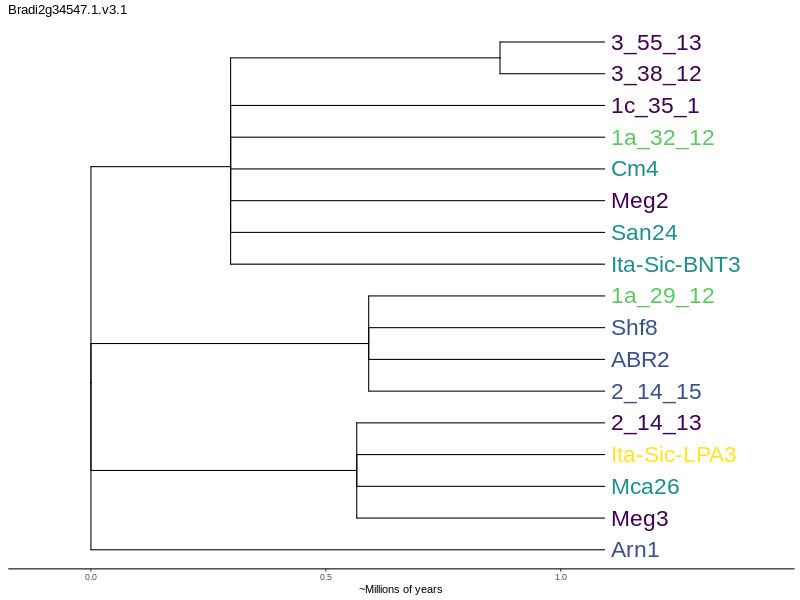 Bradi2g34547.1.v3.1
3_55_13
3_38_12
1c_35_1
1a_32_12
Cm4
Meg2
San24
Ita-Sic-BNT3
1a_29_12
Shf8
ABR2
2_14_15
2_14_13
Ita-Sic-LPA3
Mca26
Meg3
Arn1
0.0 0.5 1.0
~Millions of years